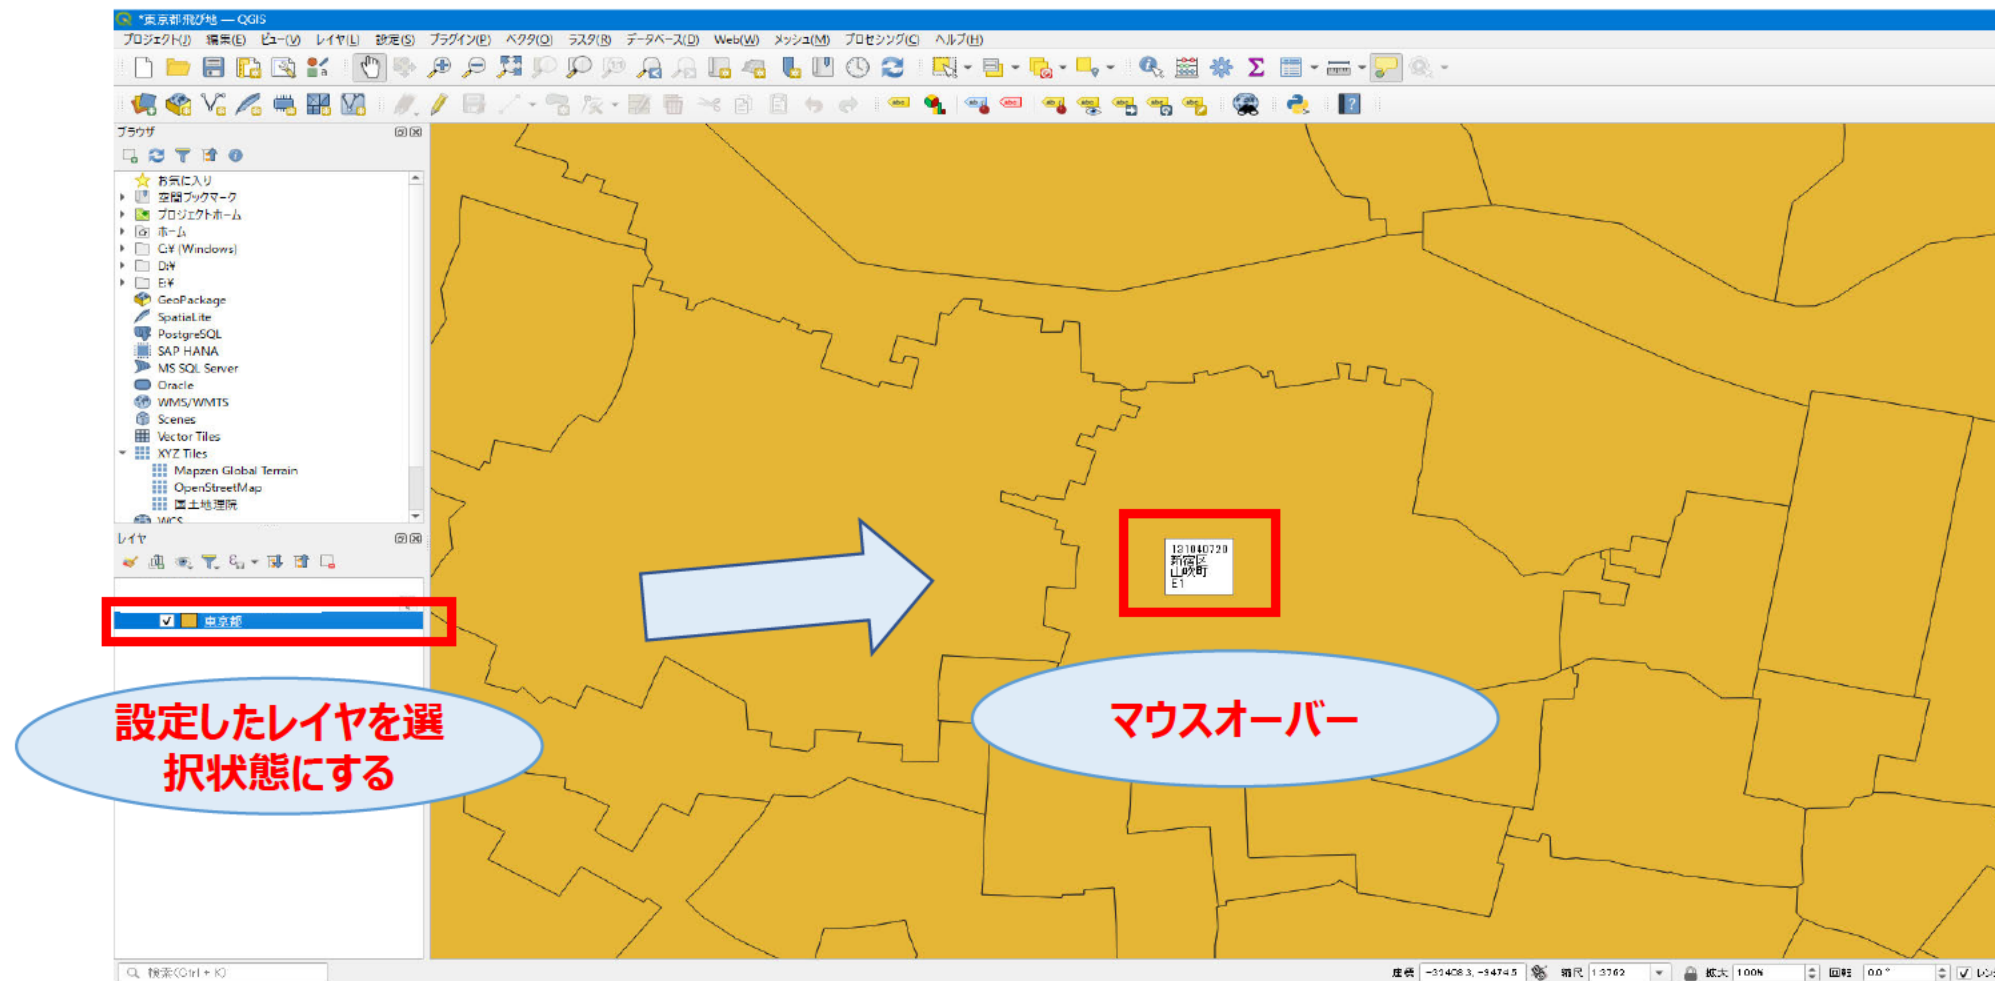 *東京都飛び地 — QGIS
プロジェクト(J) 編集(E) ビュー(V) レイヤ(L) 設定(S) プラグイン(P) ベクタ(O) ラスタ(R) データベース(D) Web(W) メッシュ(M) プロセシング(C) ヘルプ(H)
ブラウザ
お気に入り
空間ブックマーク
プロジェクトホーム
ホーム
C:¥ (Windows)
D:¥
E:¥
GeoPackage
SpatiaLite
PostgreSQL
SAP HANA
MS SQL Server
Oracle
WMS/WMTS
Scenes
Vector Tiles
XYZ Tiles
Mapzen Global Terrain
OpenStreetMap
国土地理院
WCS
レイヤ
東京都
設定したレイヤを選
択状態にする
131040720
新宿区
山吹町
E1
マウスオーバー
検索(Ctrl + K)
座標 縮尺 1:3762 拡大 100% 回転 0.0 °